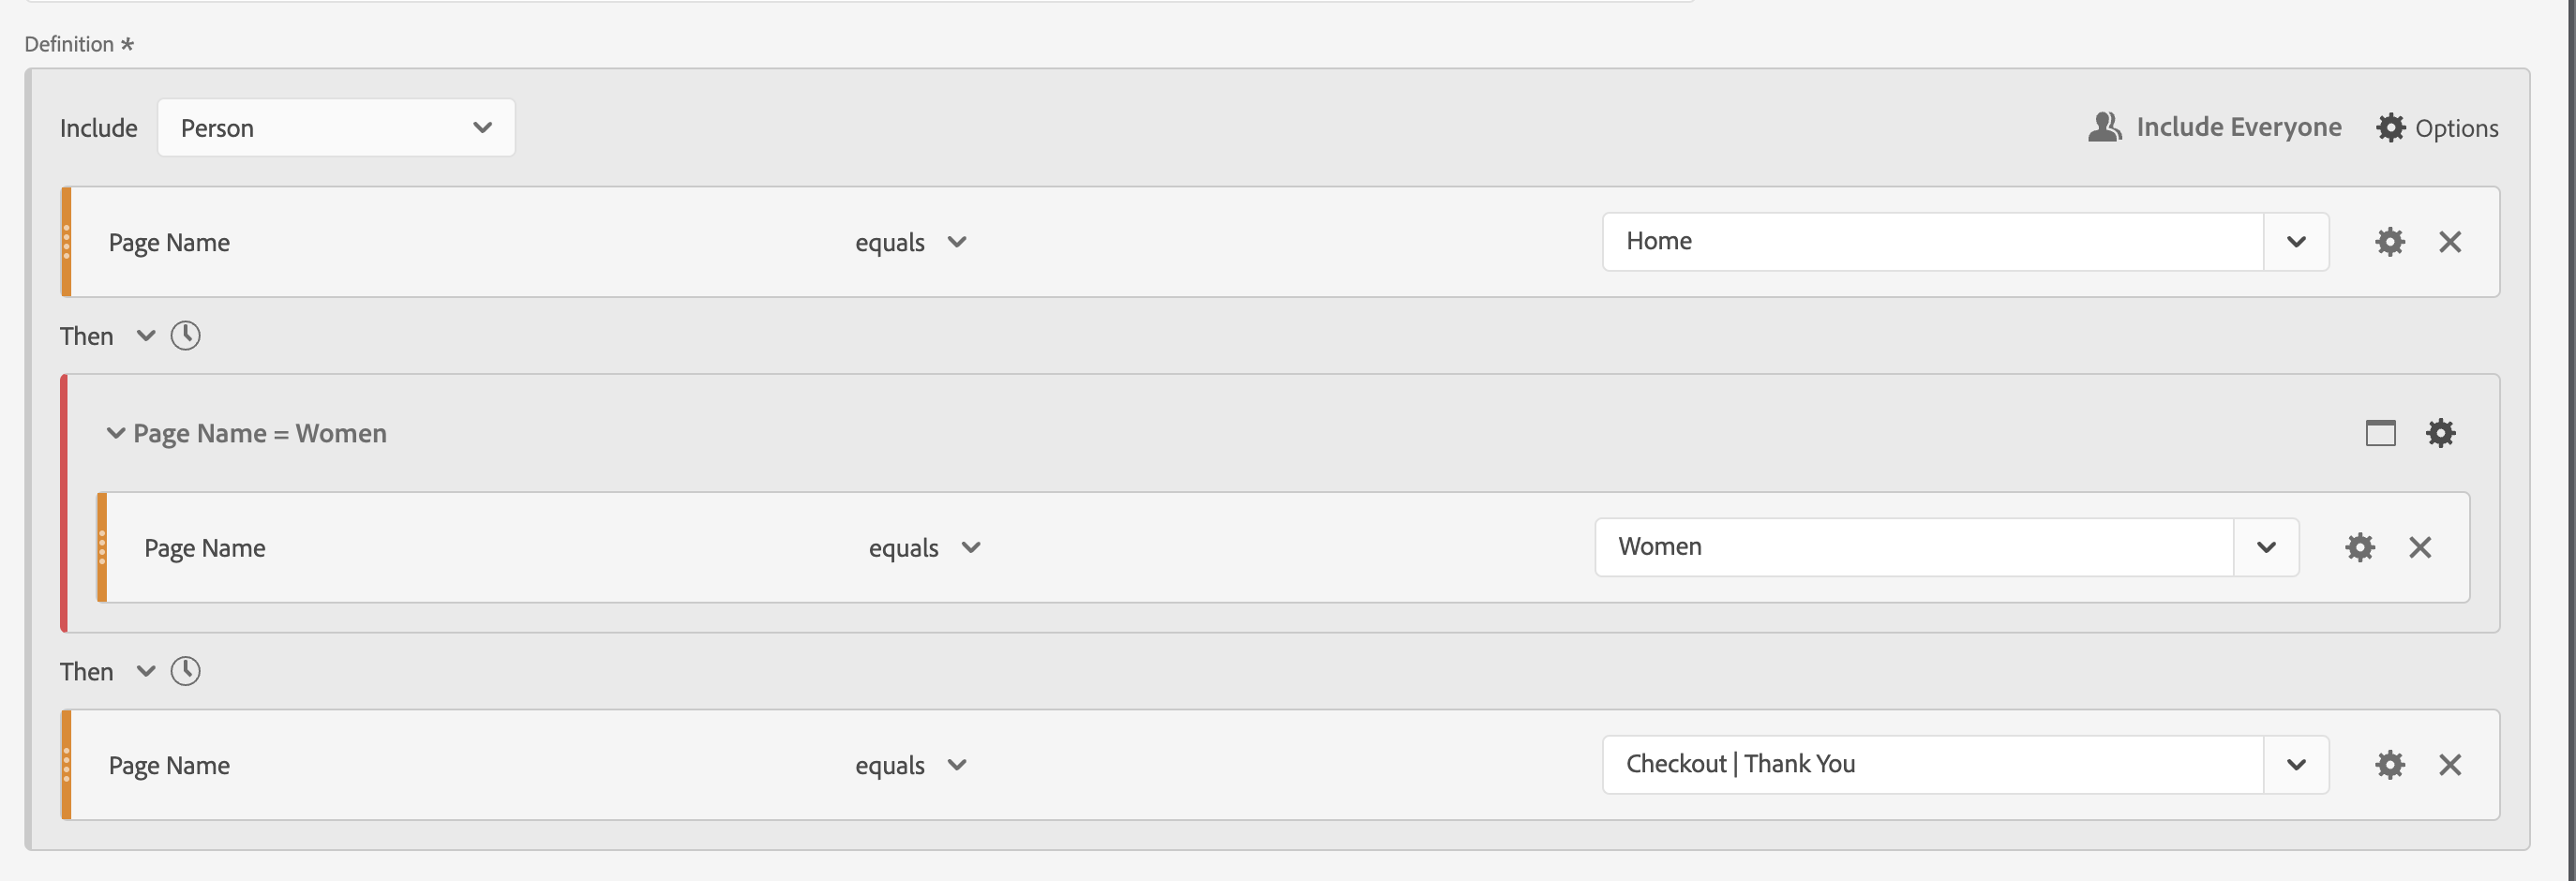 Definition *
Include Person Include Everyone Options
Page Name equals Home
Then
Page Name = Women
Page Name equals Women
Then
Page Name equals Checkout | Thank You